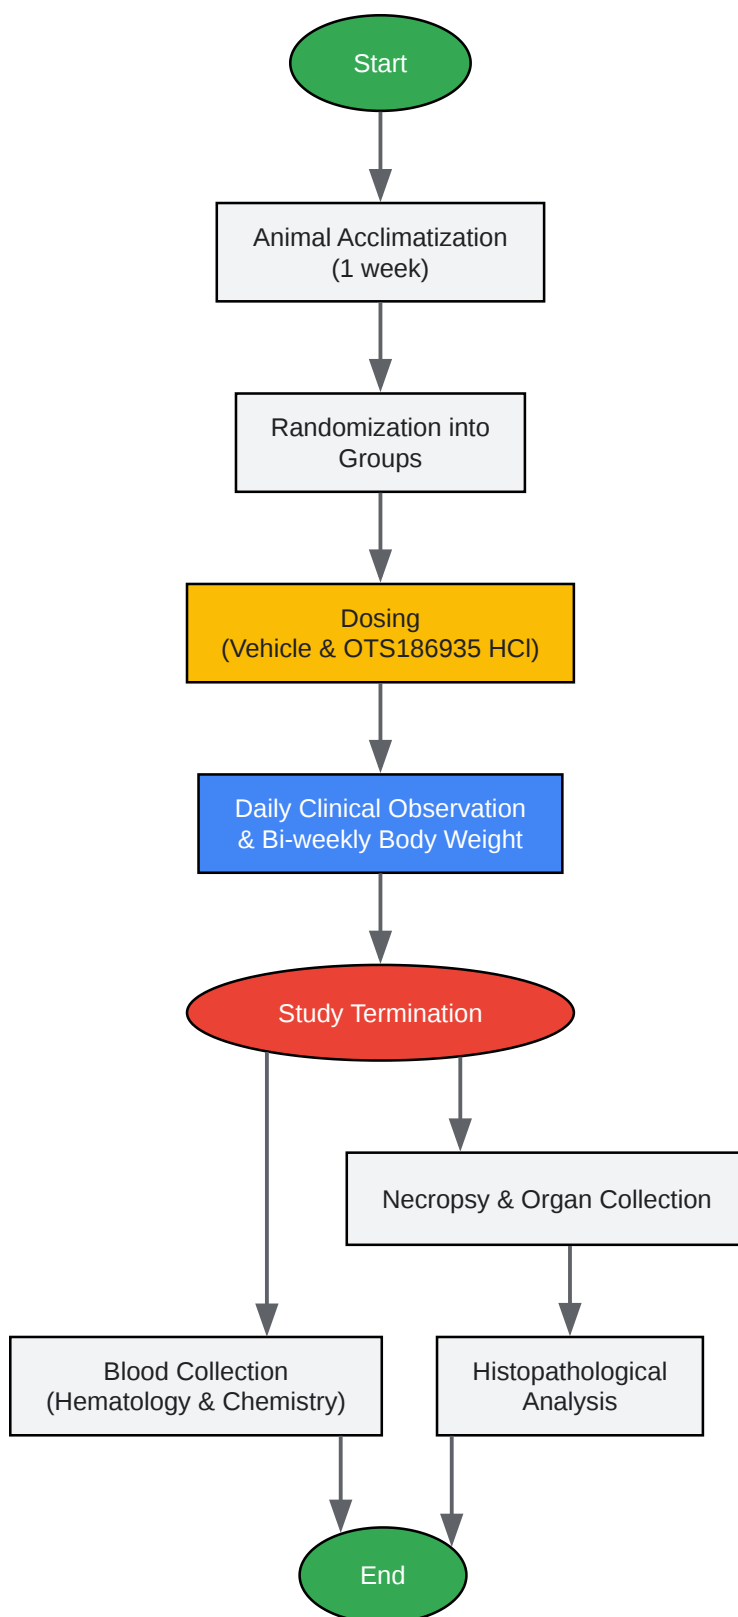 Start
Animal Acclimatization
(1 week)
Randomization into
Groups
Dosing
(Vehicle & OTS186935 HCl)
Daily Clinical Observation
& Bi-weekly Body Weight
Study Termination
Necropsy & Organ Collection
Blood Collection
(Hematology & Chemistry)
Histopathological
Analysis
End